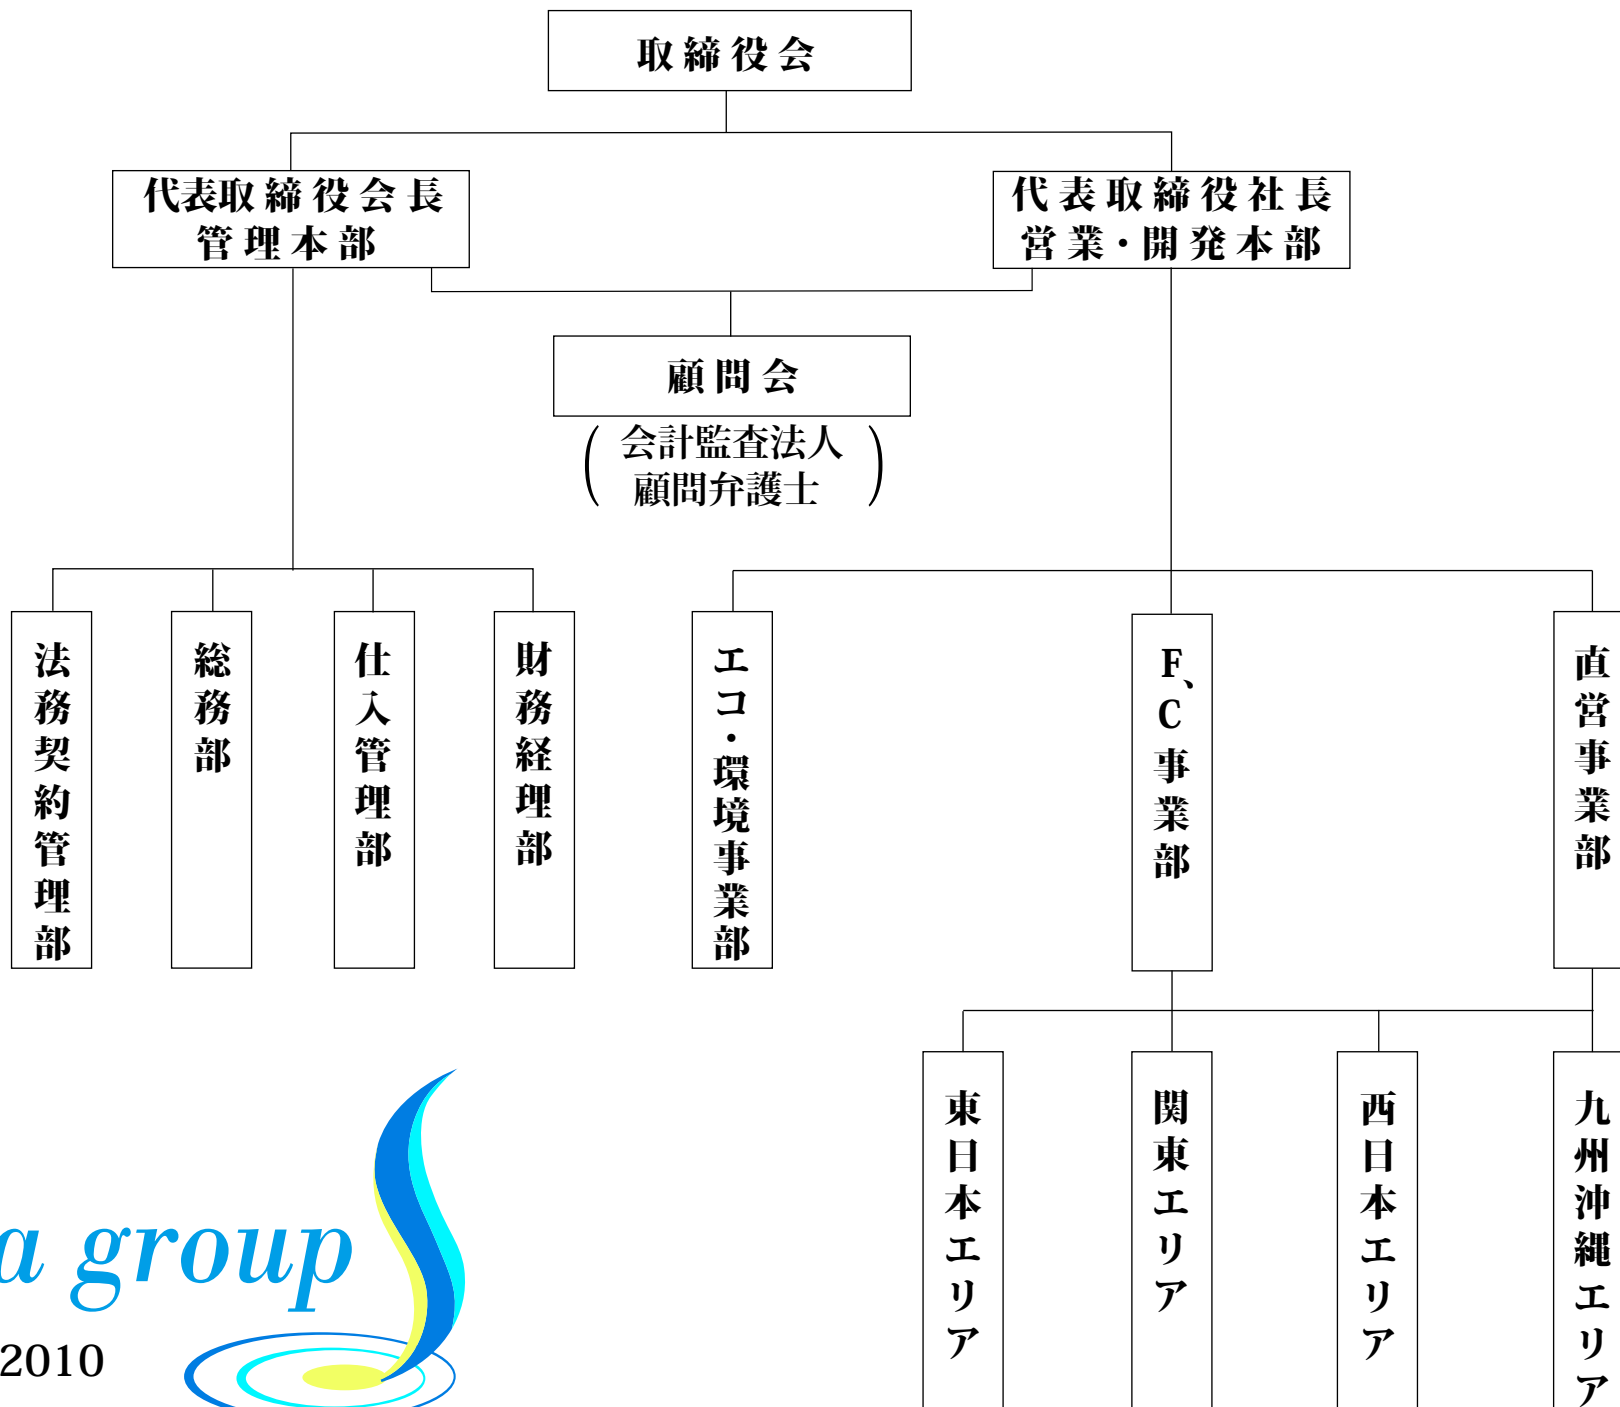 取締役会
代表取締役会長
管理本部
代表取締役社長
営業・開発本部
顧問会
会計監査法人
顧問弁護士
法務契約管理部
総務部
仕入管理部
財務経理部
エコ・環境事業部
F、C事業部
直営事業部
東日本エリア
関東エリア
西日本エリア
九州沖縄エリア
a group
2010